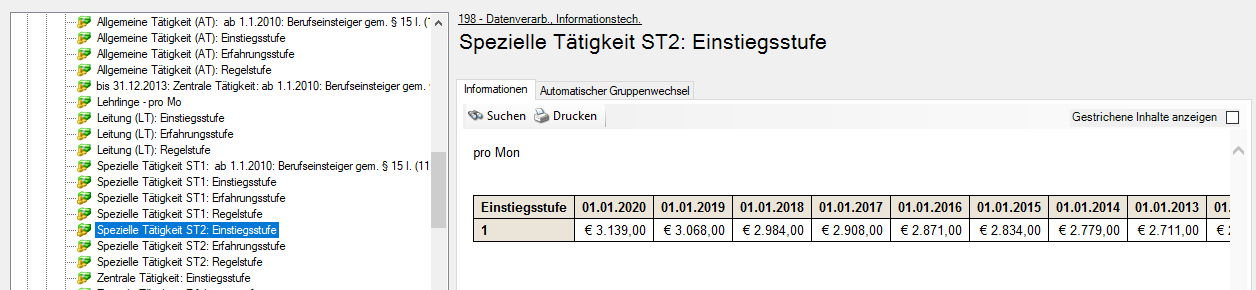 Allgemeine Tätigkeit (AT): ab 1.1.2010: Berufseinsteiger gem. § 15 I. (1
Allgemeine Tätigkeit (AT): Einstiegsstufe
Allgemeine Tätigkeit (AT): Erfahrungsstufe
Allgemeine Tätigkeit (AT): Regelstufe
bis 31.12.2013: Zentrale Tätigkeit: ab 1.1.2010: Berufseinsteiger gem.
Lehrlinge - pro Mo
Leitung (LT): Einstiegsstufe
Leitung (LT): Erfahrungsstufe
Leitung (LT): Regelstufe
Spezielle Tätigkeit ST1: ab 1.1.2010: Berufseinsteiger gem. § 15 I. (11
Spezielle Tätigkeit ST1: Einstiegsstufe
Spezielle Tätigkeit ST1: Erfahrungsstufe
Spezielle Tätigkeit ST1: Regelstufe
Spezielle Tätigkeit ST2: Einstiegsstufe
Spezielle Tätigkeit ST2: Erfahrungsstufe
Spezielle Tätigkeit ST2: Regelstufe
Zentrale Tätigkeit: Einstiegsstufe
198 - Datenverarb., Informationstech.
Spezielle Tätigkeit ST2: Einstiegsstufe
Informationen Automatischer Gruppenwechsel
Suchen Drucken Gestrichene Inhalte anzeigen
pro Mon
Einstiegsstufe 01.01.2020 01.01.2019 01.01.2018 01.01.2017 01.01.2016 01.01.2015 01.01.2014 01.01.2013 01.
1 € 3.139,00 € 3.068,00 € 2.984,00 € 2.908,00 € 2.871,00 € 2.834,00 € 2.779,00 € 2.711,00 €